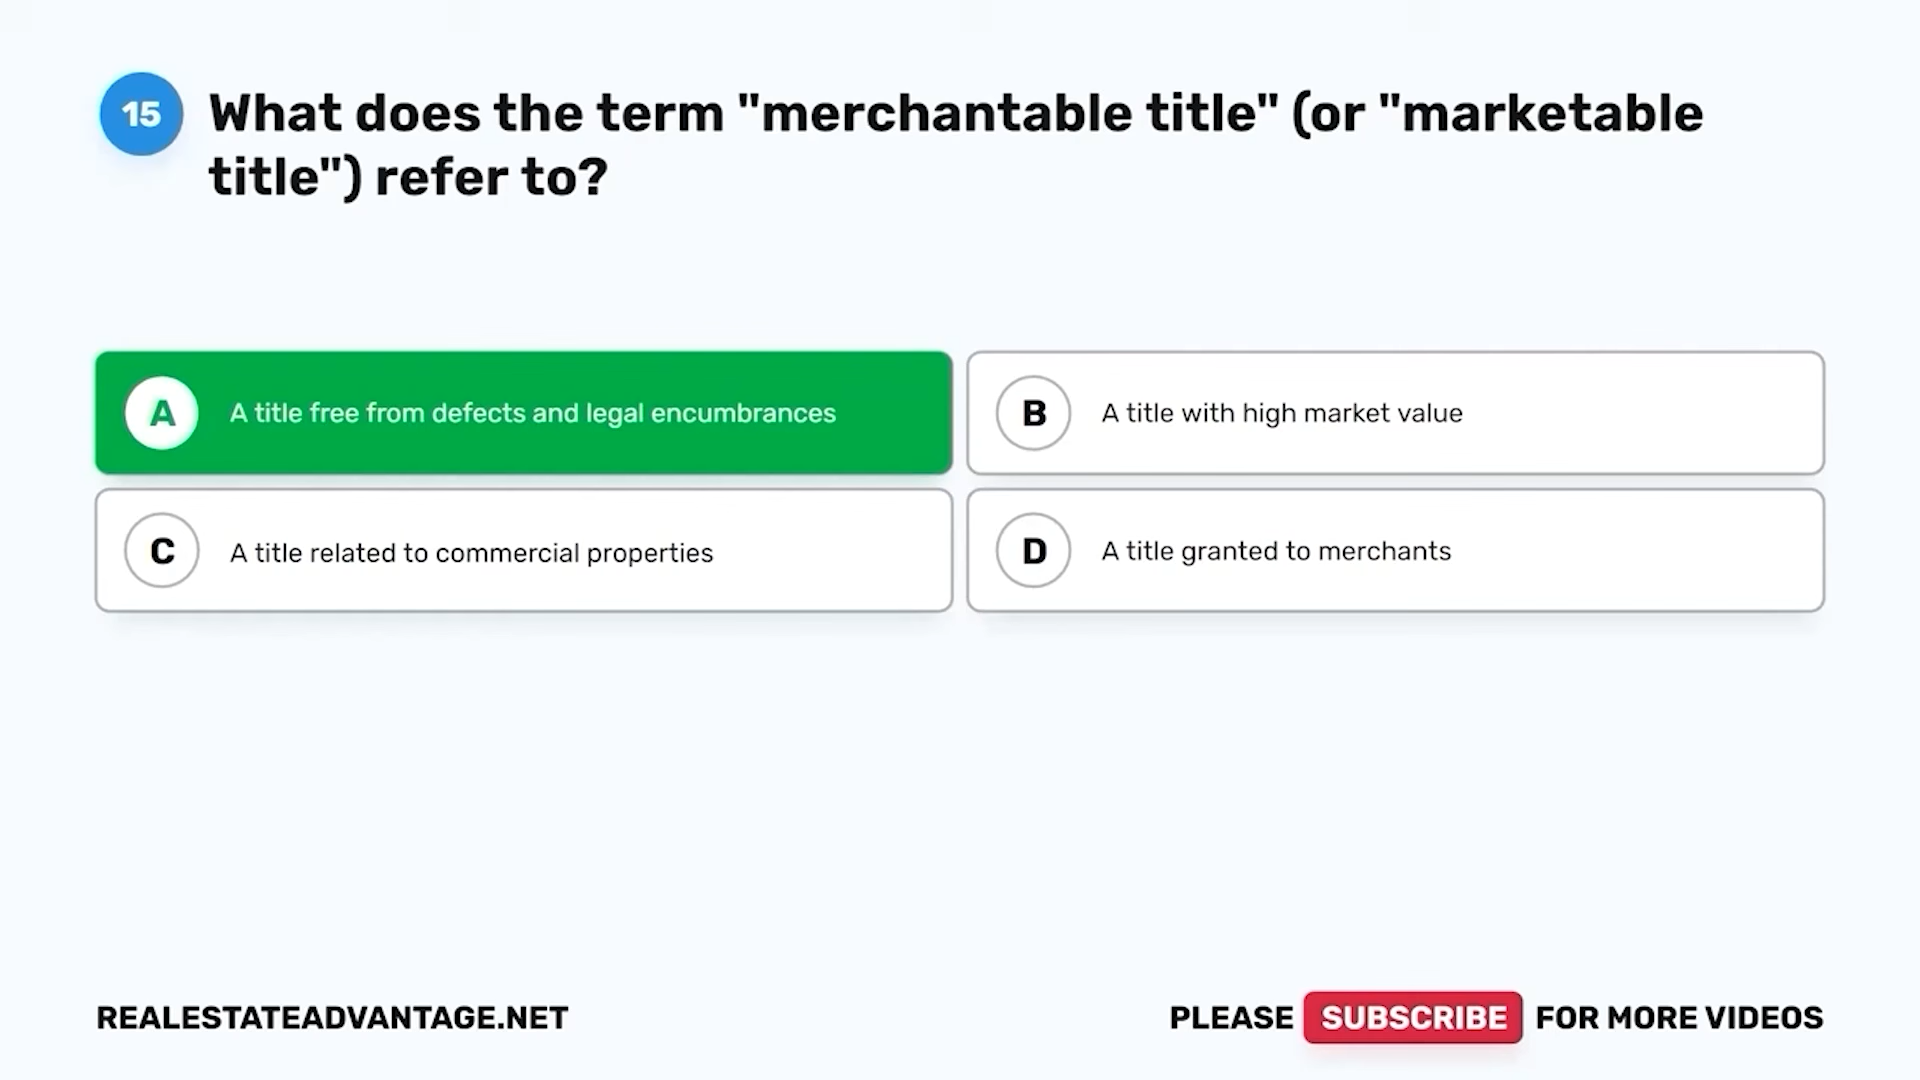 15
What does the term "merchantable title" (or "marketable
title") refer to?
A
A title free from defects and legal encumbrances
B
A title with high market value
C
A title related to commercial properties
D
A title granted to merchants
REALESTATEADVANTAGE.NET
PLEASE SUBSCRIBE FOR MORE VIDEOS